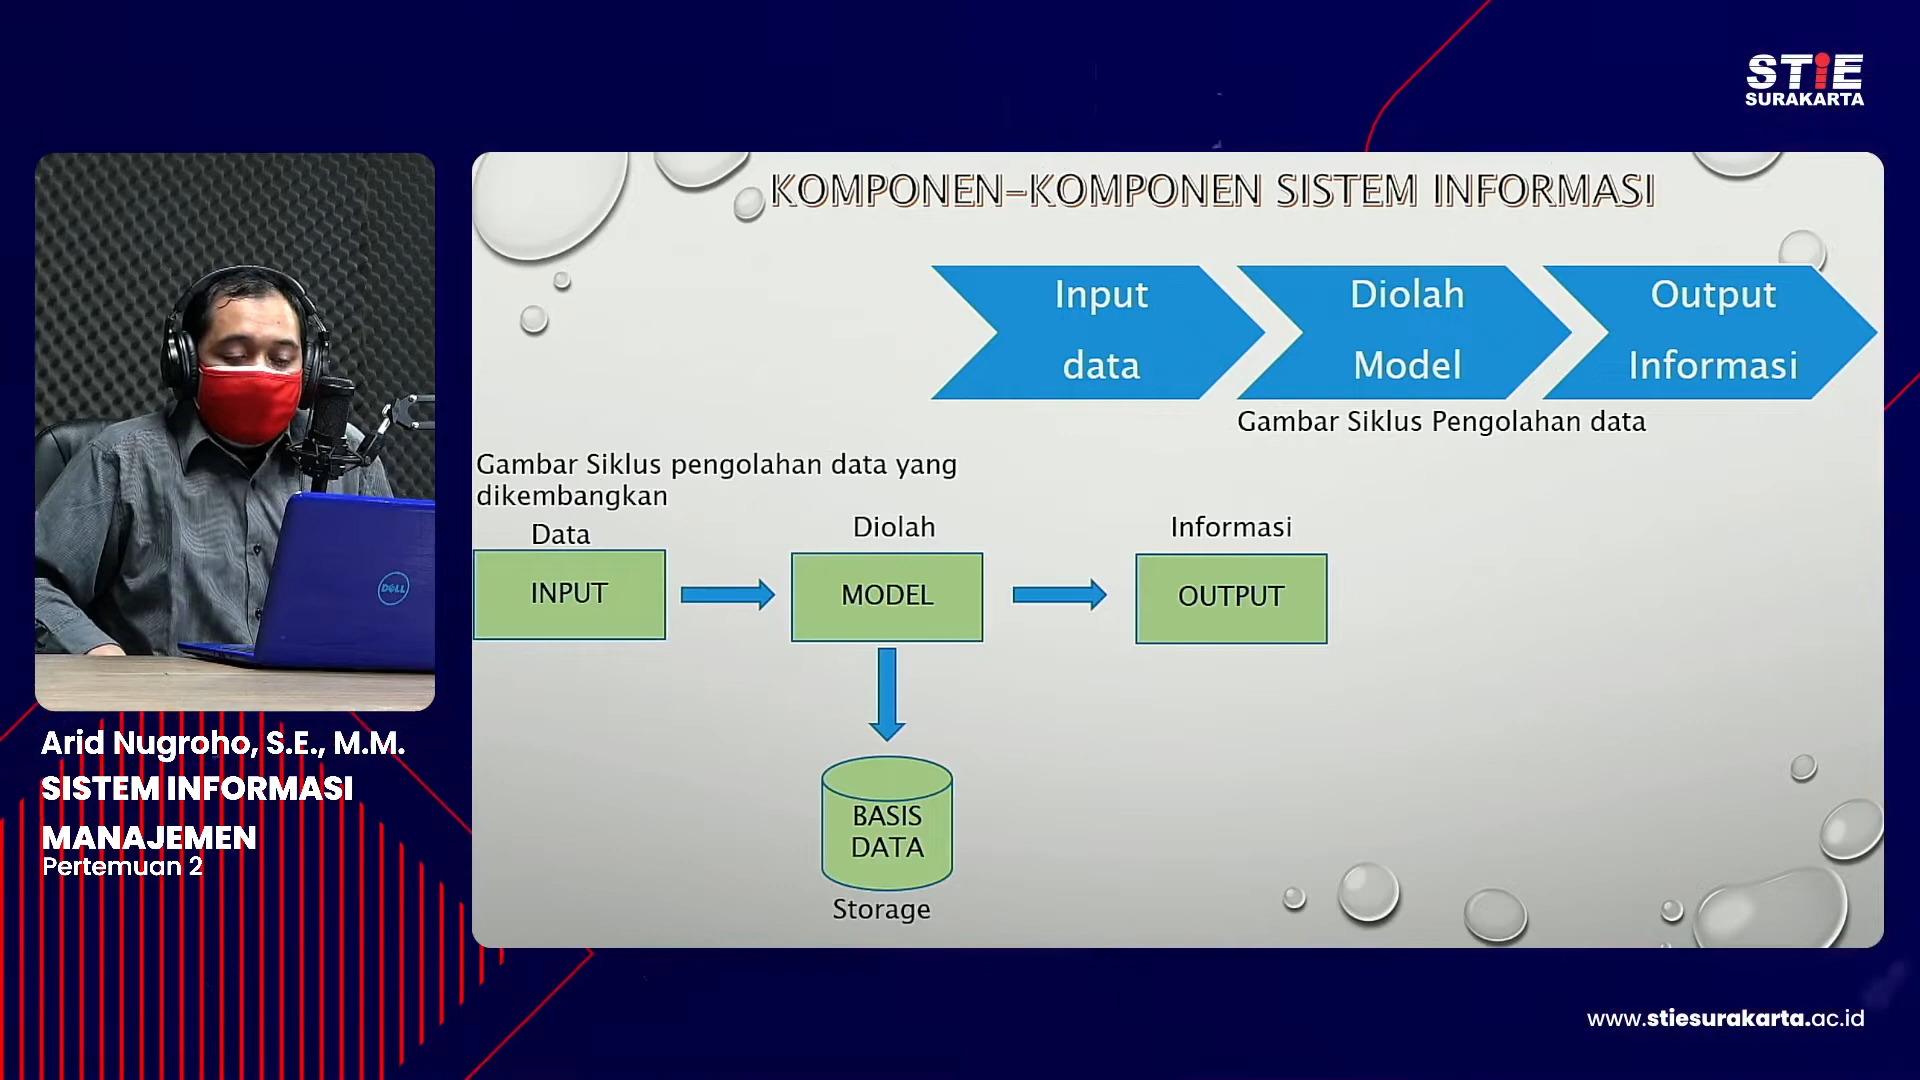 STiE
SURAKARTA
KOMPONEN-KOMPONEN SISTEM INFORMASI
Input
data
Diolah
Model
Output
Informasi
Gambar Siklus Pengolahan data
Gambar Siklus pengolahan data yang
dikembangkan
Data
Diolah
Informasi
INPUT
MODEL
OUTPUT
BASIS
DATA
Storage
DELL
Arid Nugroho, S.E., M.M.
SISTEM INFORMASI
MANAJEMEN
Pertemuan 2
www.stiesurakarta.ac.id